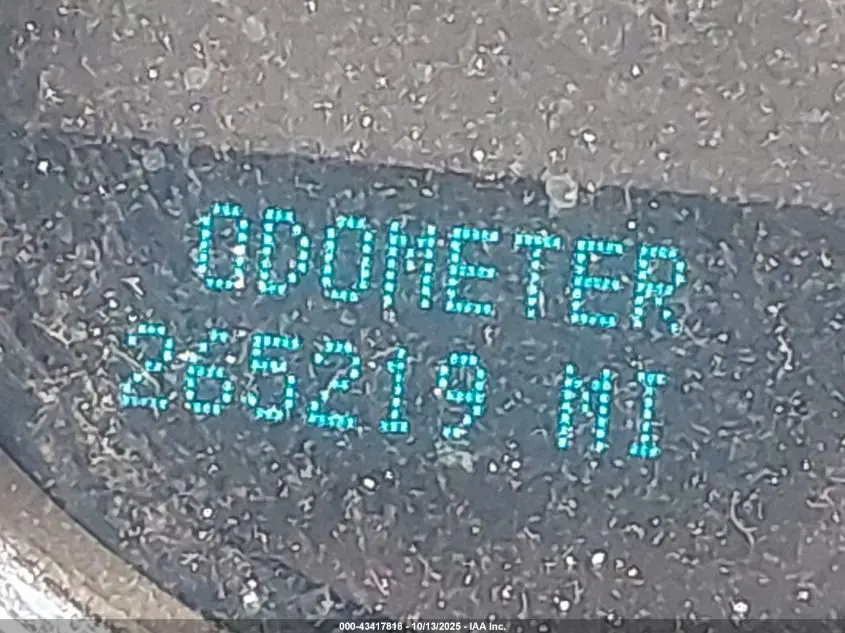 ODOMETER
265219 MI
000-43417818 - 10/13/2025 - IAA Inc.